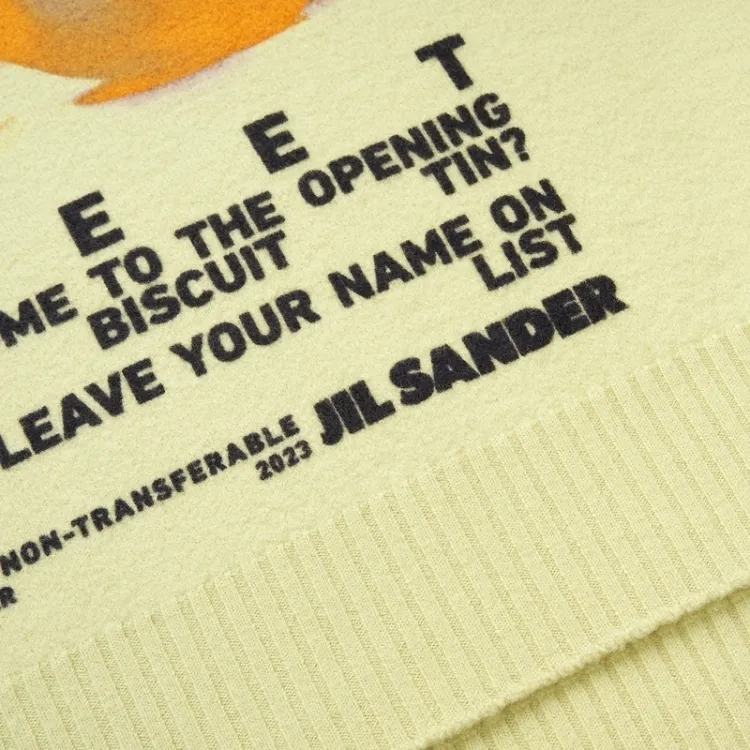 E E T
ME TO THE OPENING
BISCUIT TIN?
LEAVE YOUR NAME ON
LIST
NON-TRANSFERABLE
2023
JIL SANDER
R